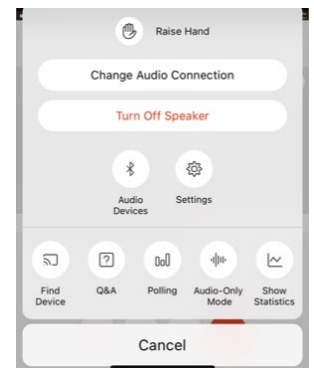 Raise Hand
Change Audio Connection
Turn Off Speaker
Audio
Devices
Settings
Find
Device
Q&A
Polling
Audio-Only
Mode
Show
Statistics
Cancel